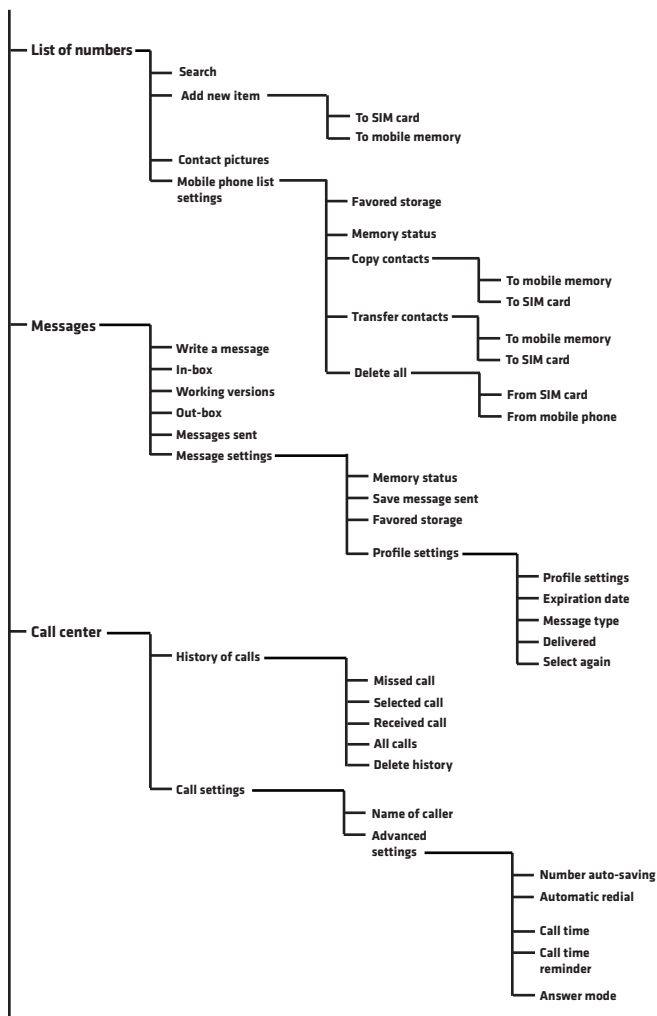 List of numbers
Search
Add new item
To SIM card
To mobile memory
Contact pictures
Mobile phone list
settings
Favored storage
Memory status
Copy contacts
To mobile memory
To SIM card
Transfer contacts
To mobile memory
To SIM card
Delete all
From SIM card
From mobile phone
Messages
Write a message
In-box
Working versions
Out-box
Messages sent
Message settings
Memory status
Save message sent
Favored storage
Profile settings
Profile settings
Expiration date
Message type
Delivered
Select again
Call center
History of calls
Missed call
Selected call
Received call
All calls
Delete history
Call settings
Name of caller
Advanced
settings
Number auto-saving
Automatic redial
Call time
Call time
reminder
Answer mode